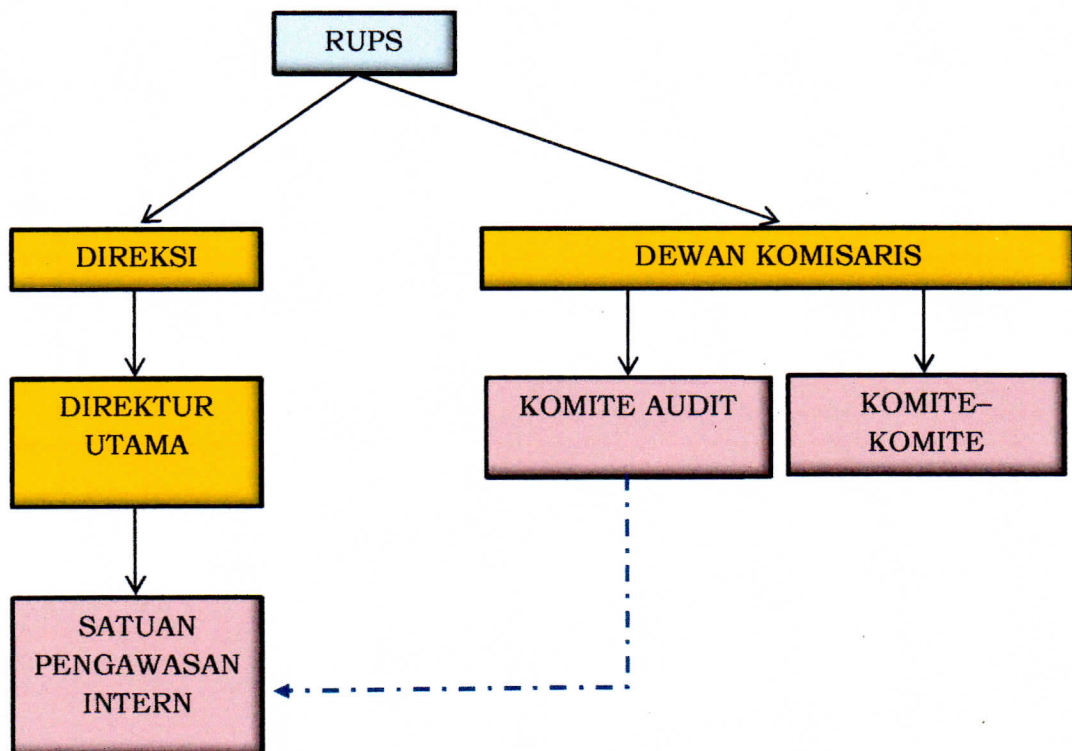 RUPS
DIREKSI
DEWAN KOMISARIS
DIREKTUR
UTAMA
KOMITE AUDIT
KOMITE–
KOMITE
SATUAN
PENGAWASAN
INTERN